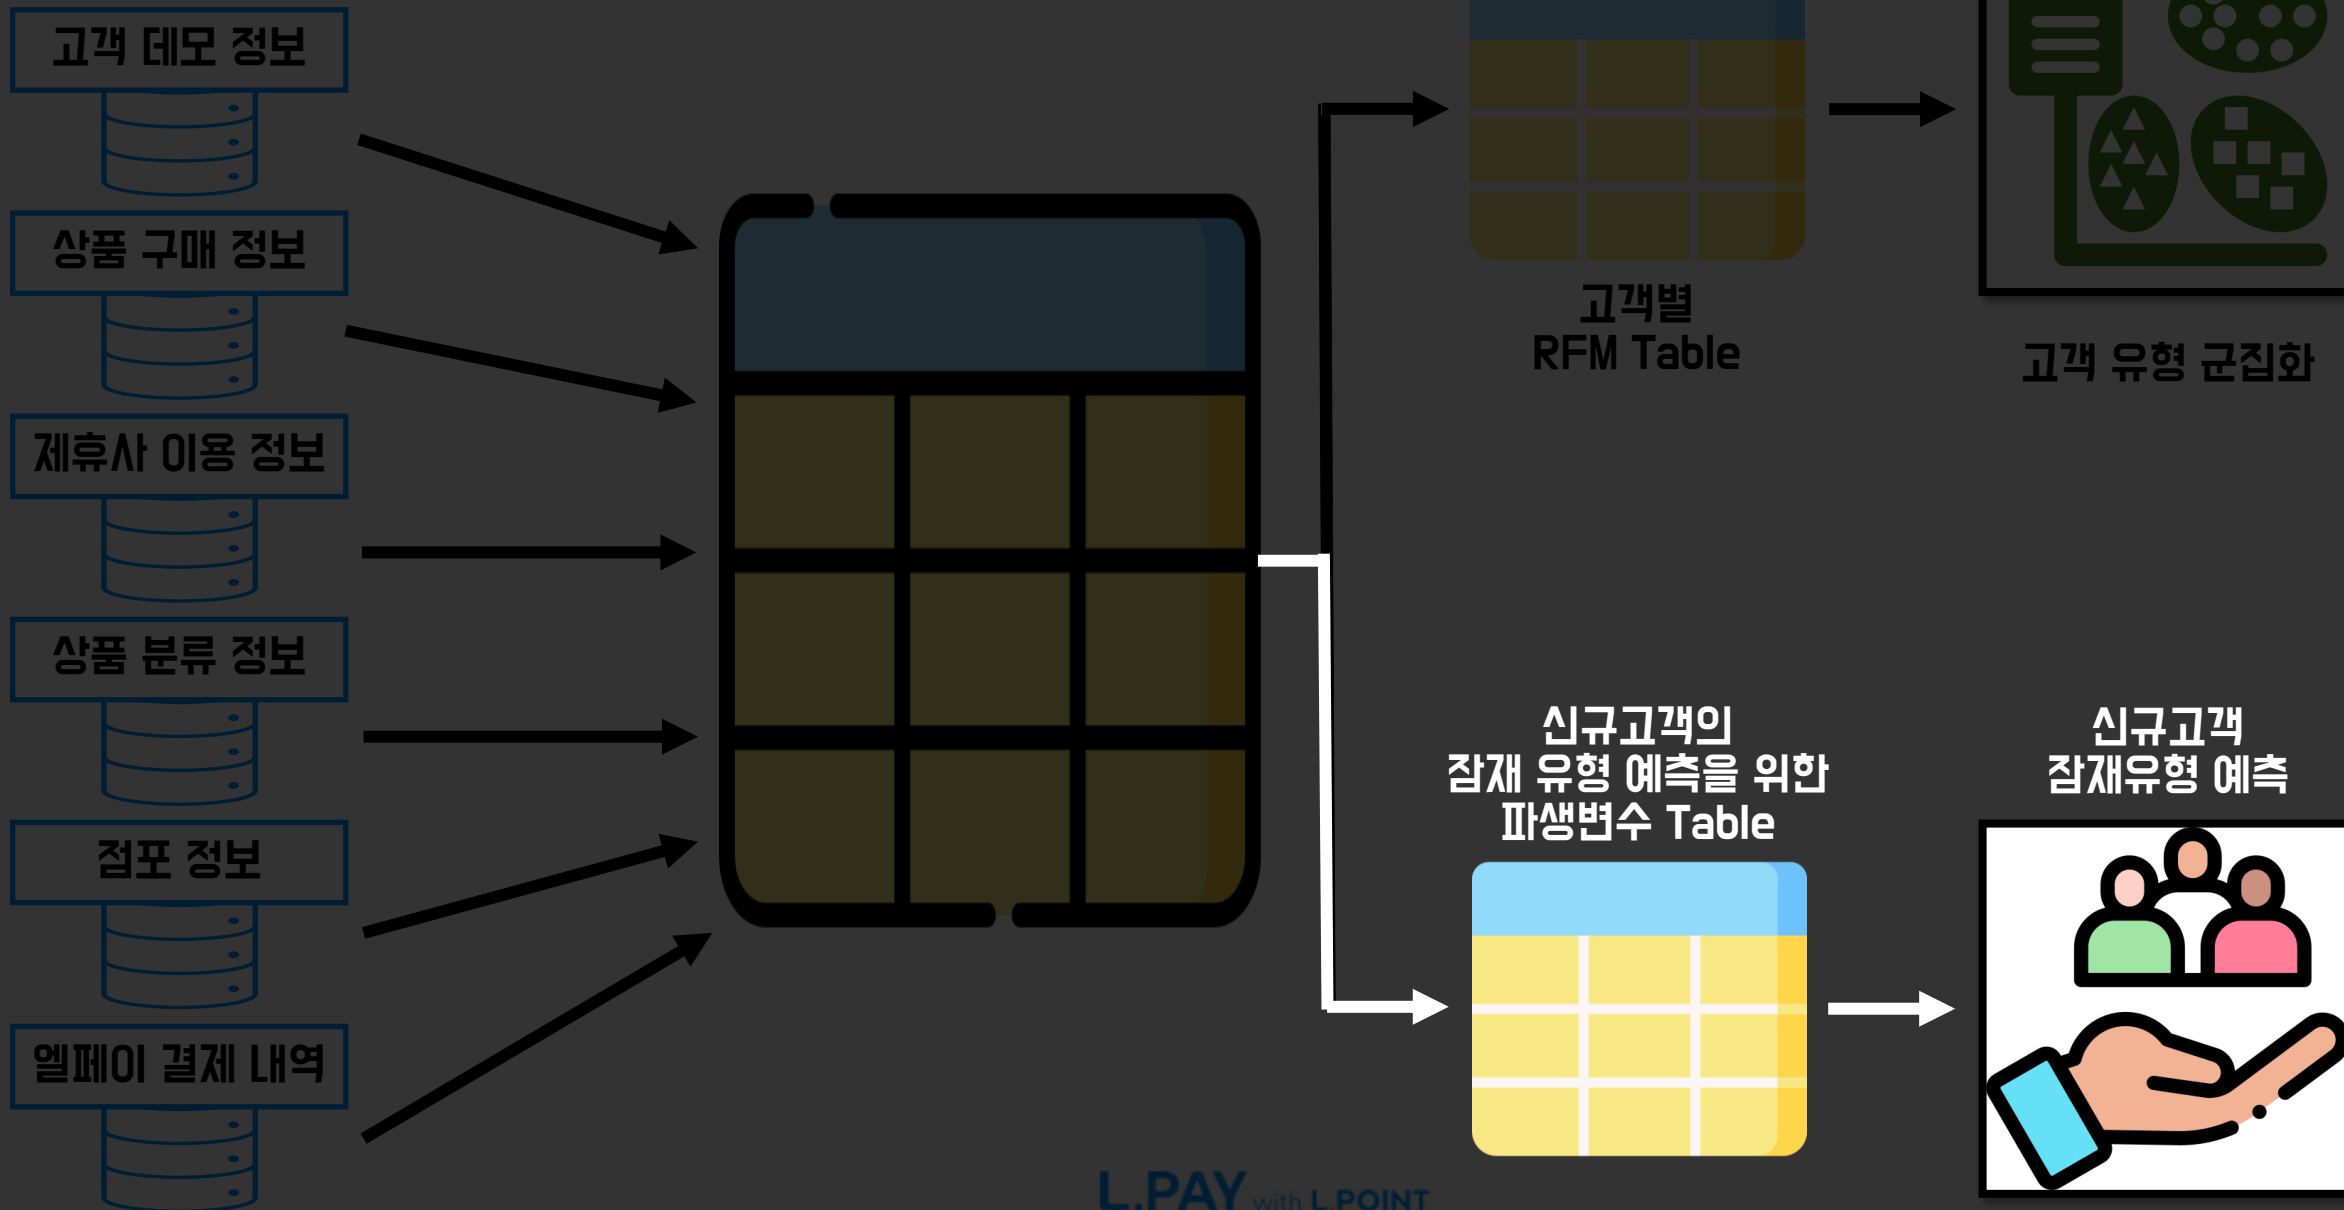 고객 데모 정보
상품 구매 정보
제휴사 이용 정보
상품 분류 정보
점포 정보
엘페이 결제 내역
고객별
RFM Table
고객 유형 군집화
신규고객의
잠재 유형 예측을 위한
파생변수 Table
신규고객
잠재유형 예측
L.PAY with L.POINT